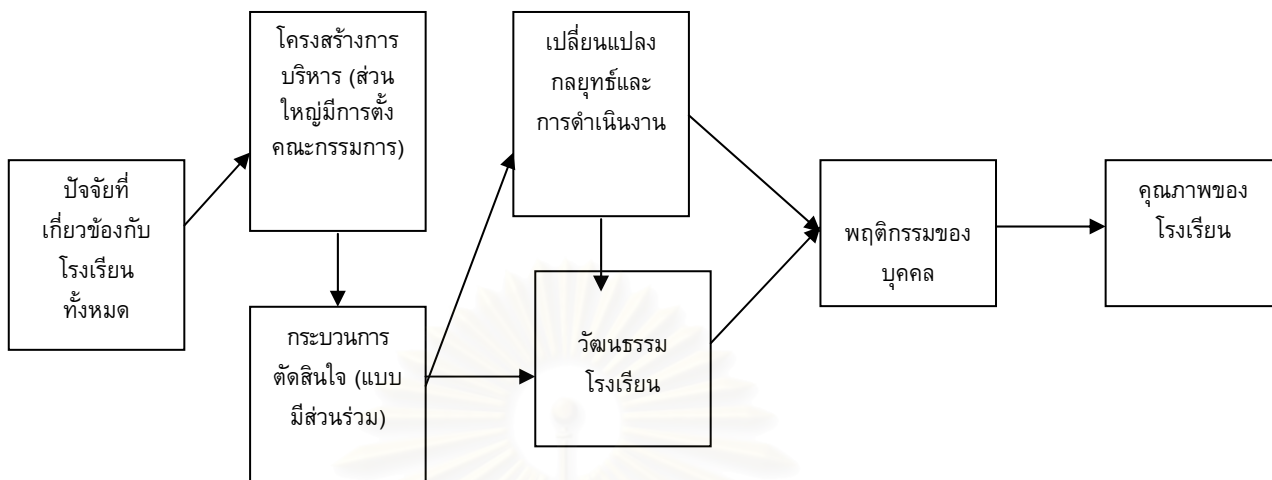 ปัจจัยที่
เกี่ยวข้องกับ
โรงเรียน
ทั้งหมด
โครงสร้างการ
บริหาร (ส่วน
ใหญ่มีการตั้ง
คณะกรรมการ)
กระบวนการ
ตัดสินใจ (แบบ
มีส่วนร่วม)
เปลี่ยนแปลง
กลยุทธ์และ
การดำเนินงาน
วัฒนธรรม
โรงเรียน
พฤติกรรมของ
บุคคล
คุณภาพของ
โรงเรียน